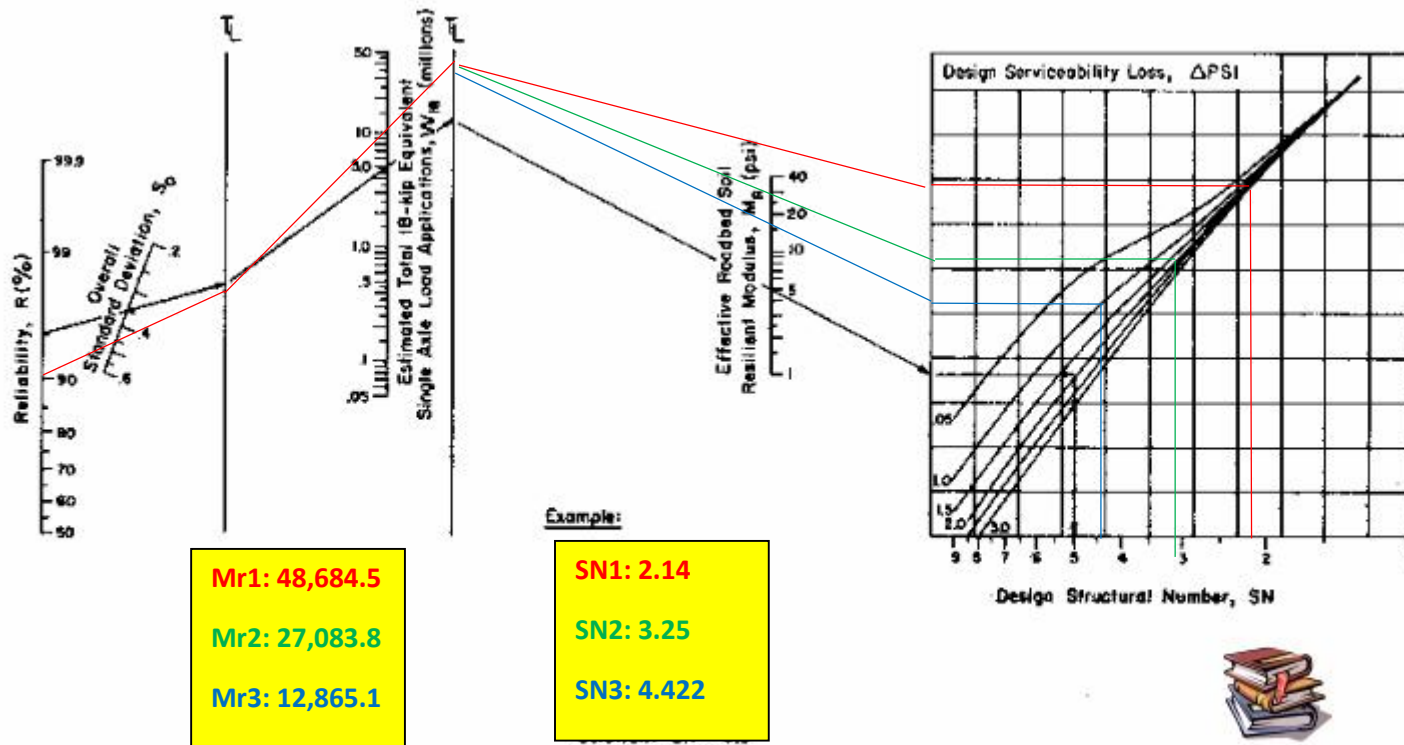 T_L
T_L
Reliability, R (%)
99.9
99
90
80
70
60
50
Overall
Standard Deviation, So
.2
.4
.6
Estimated Total 18-kip Equivalent
Single Axle Load Applications, W18 (millions)
50
10
5.0
1.0
.5
.1
.05
Effective Roadbed Soil
Resilient Modulus, MR (psi)
40
20
10
5
1
Design Serviceability Loss, ΔPSI
1.0
1.5
2.0
3.0
9 8 7 6 5 4 3 2
Design Structural Number, SN
Example:
Mr1: 48,684.5
Mr2: 27,083.8
Mr3: 12,865.1
SN1: 2.14
SN2: 3.25
SN3: 4.422